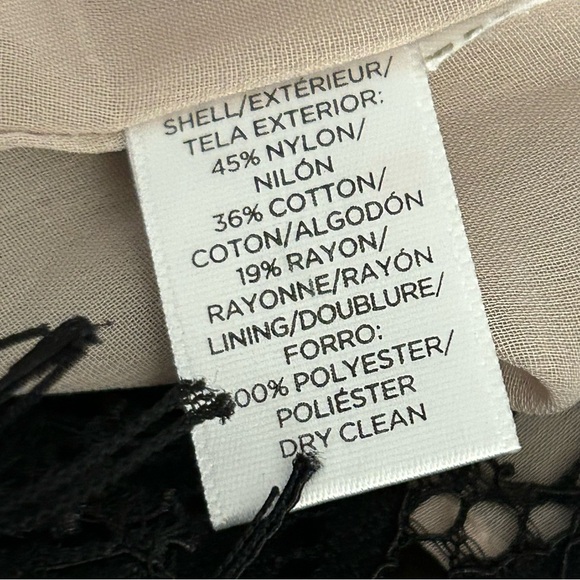 SHELL/EXTÉRIEUR/
TELA EXTERIOR:
45% NYLON/
NILÓN
36% COTTON/
COTON/ALGODÓN
19% RAYON/
RAYONNE/RAYÓN
LINING/DOUBLURE/
FORRO:
00% POLYESTER/
POLIÉSTER
DRY CLEAN